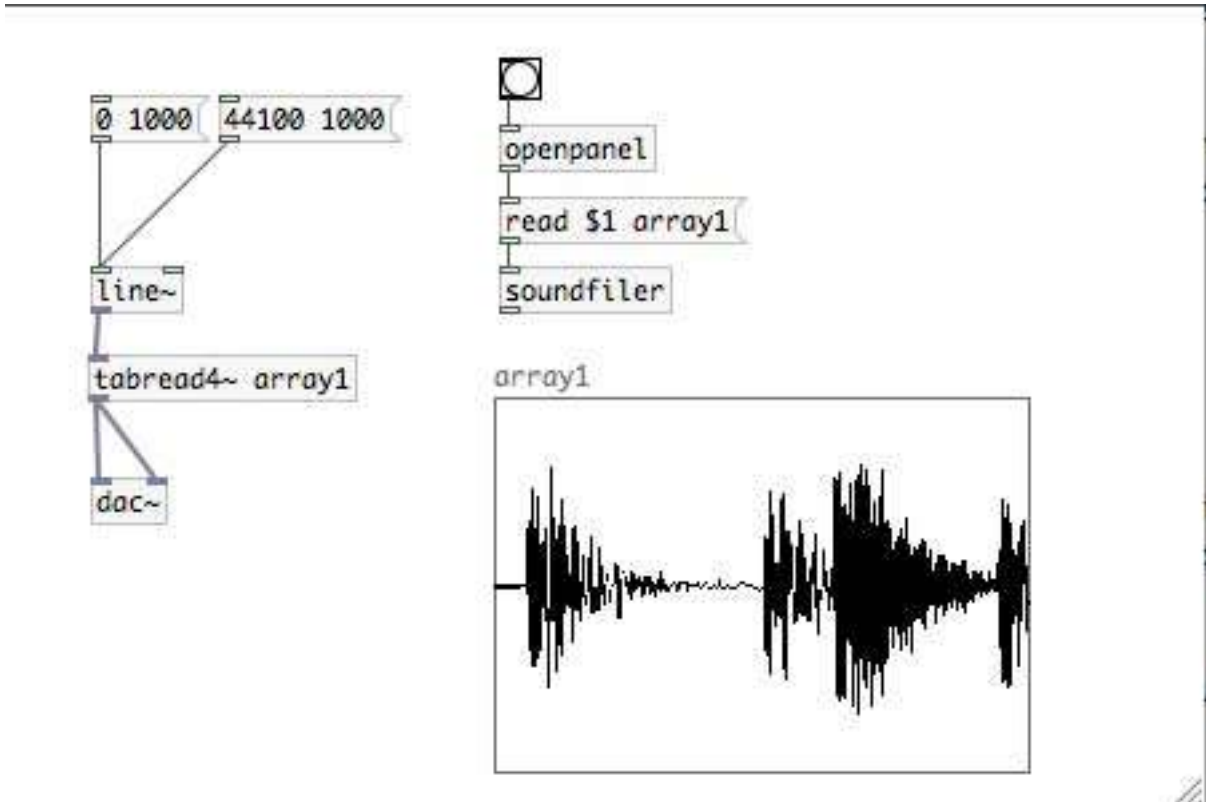 0 1000
44100 1000
line~
tabread4~ array1
dac~
openpanel
read $1 array1
soundfiler
array1